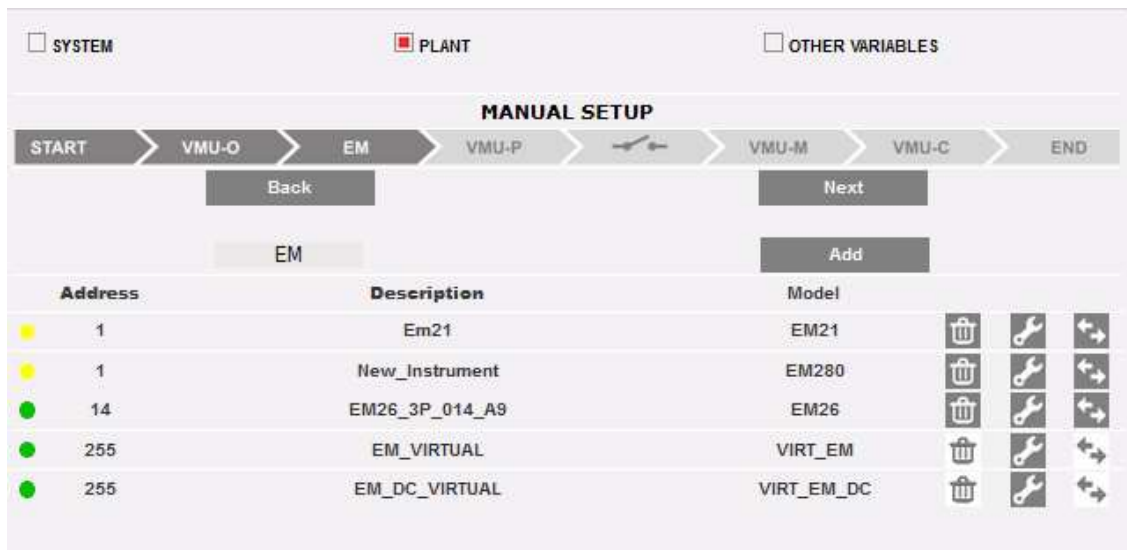 SYSTEM PLANT OTHER VARIABLES
MANUAL SETUP
START VMU-O EM VMU-P VMU-M VMU-C END
Back Next
EM Add
Address Description Model
1 Em21 EM21
1 New_Instrument EM280
14 EM26_3P_014_A9 EM26
255 EM_VIRTUAL VIRT_EM
255 EM_DC_VIRTUAL VIRT_EM_DC